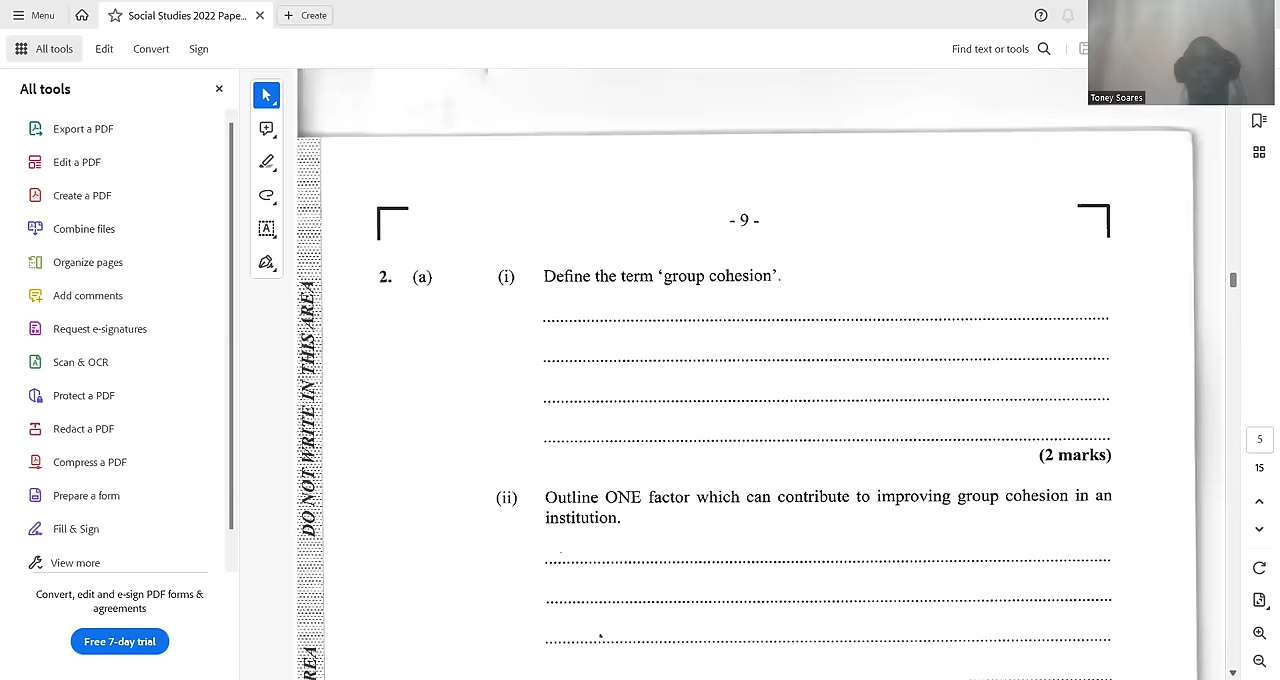 Menu
Social Studies 2022 Pape...
Create
All tools
Edit
Convert
Sign
Find text or tools
Toney Soares
All tools
Export a PDF
Edit a PDF
Create a PDF
Combine files
Organize pages
Add comments
Request e-signatures
Scan & OCR
Protect a PDF
Redact a PDF
Compress a PDF
Prepare a form
Fill & Sign
View more
Convert, edit and e-sign PDF forms &
agreements
Free 7-day trial
DO NOT WRITE IN THIS AREA
REA
- 9 -
2. (a) (i) Define the term ‘group cohesion’.
(2 marks)
(ii) Outline ONE factor which can contribute to improving group cohesion in an
institution.
5
15